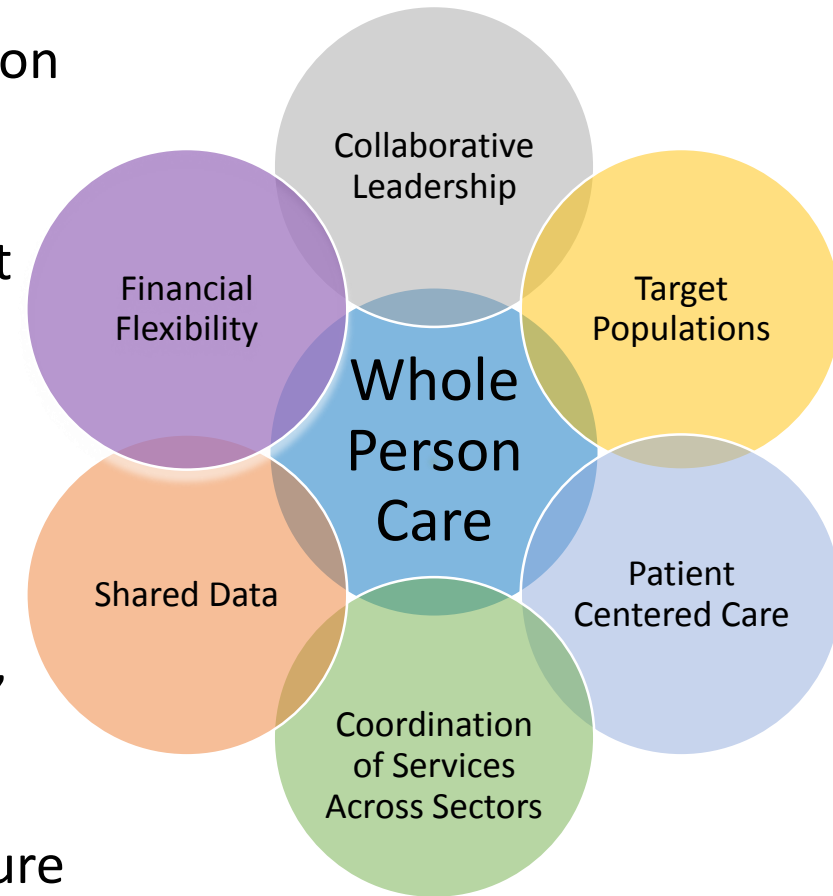 on
Collaborative
Leadership
t
Financial
Flexibility
Target
Populations
Whole
Person
Care
Shared Data
Patient
Centered Care
,
Coordination
of Services
Across Sectors
ure